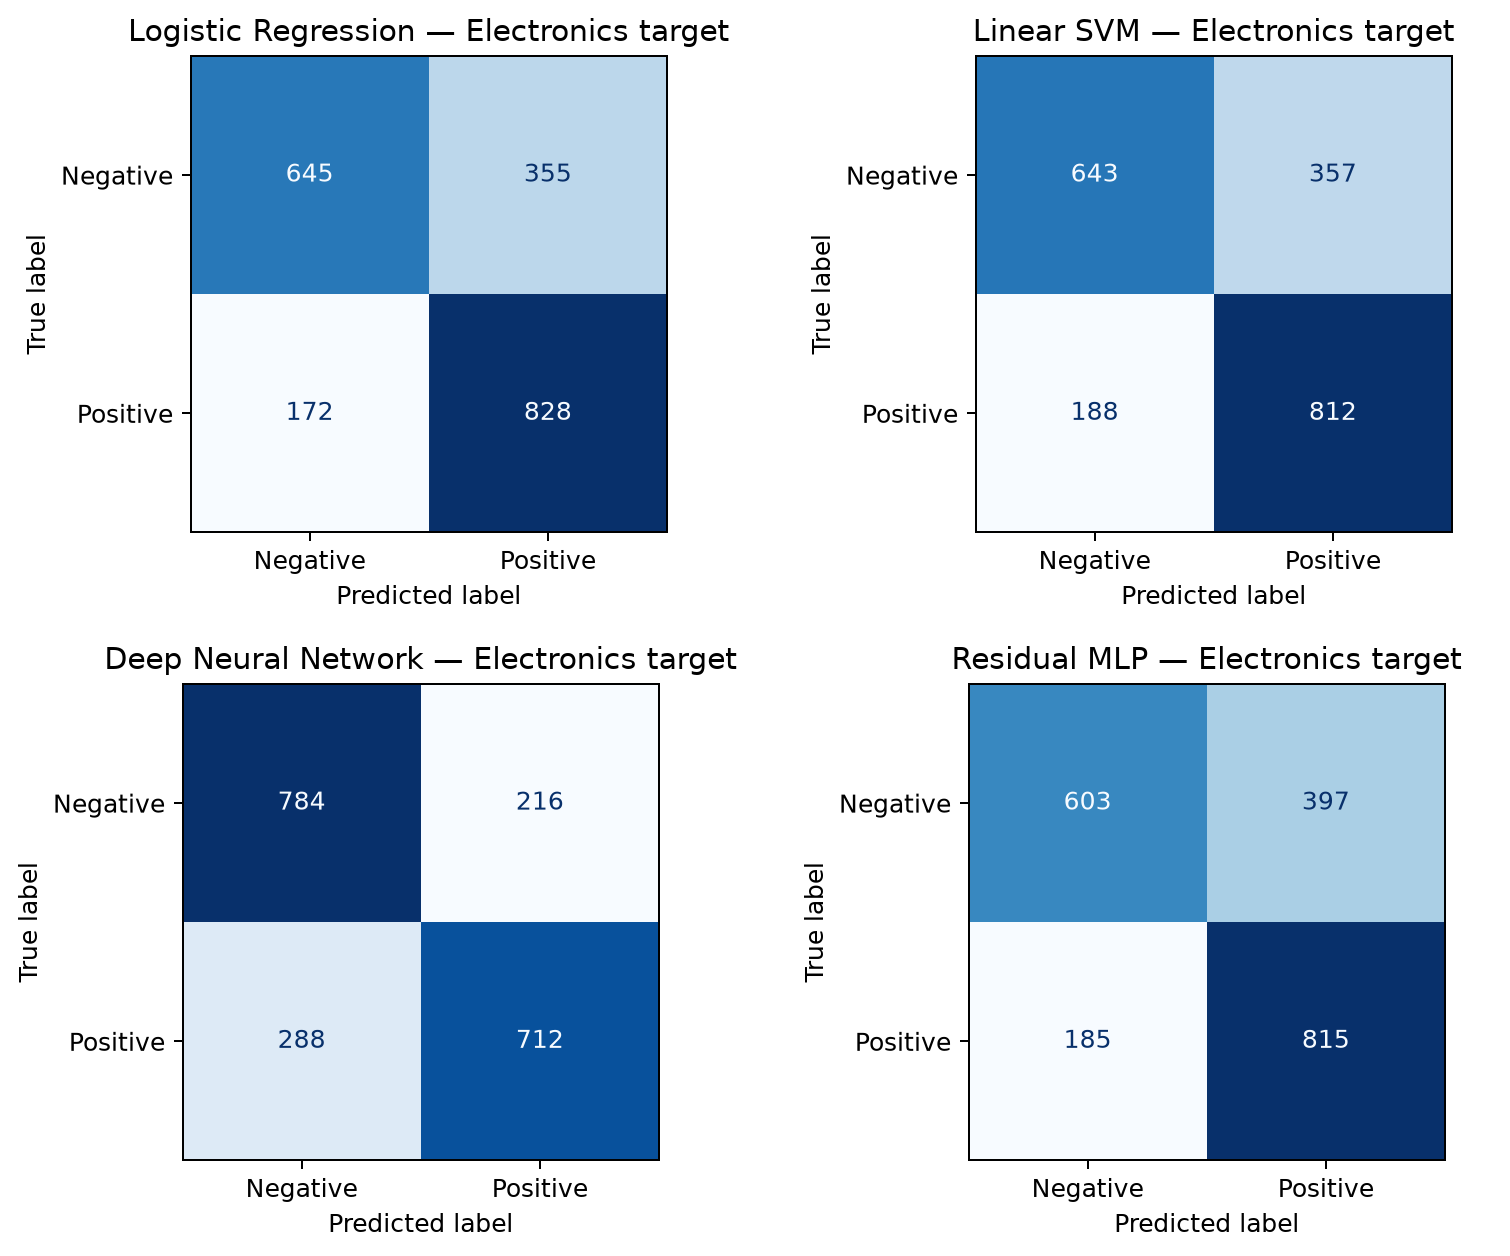 Logistic Regression — Electronics target
Negative
645
355
True label
Positive
172
828
Negative
Positive
Predicted label
Linear SVM — Electronics target
Negative
643
357
True label
Positive
188
812
Negative
Positive
Predicted label
Deep Neural Network — Electronics target
Negative
784
216
True label
Positive
288
712
Negative
Positive
Predicted label
Residual MLP — Electronics target
Negative
603
397
True label
Positive
185
815
Negative
Positive
Predicted label